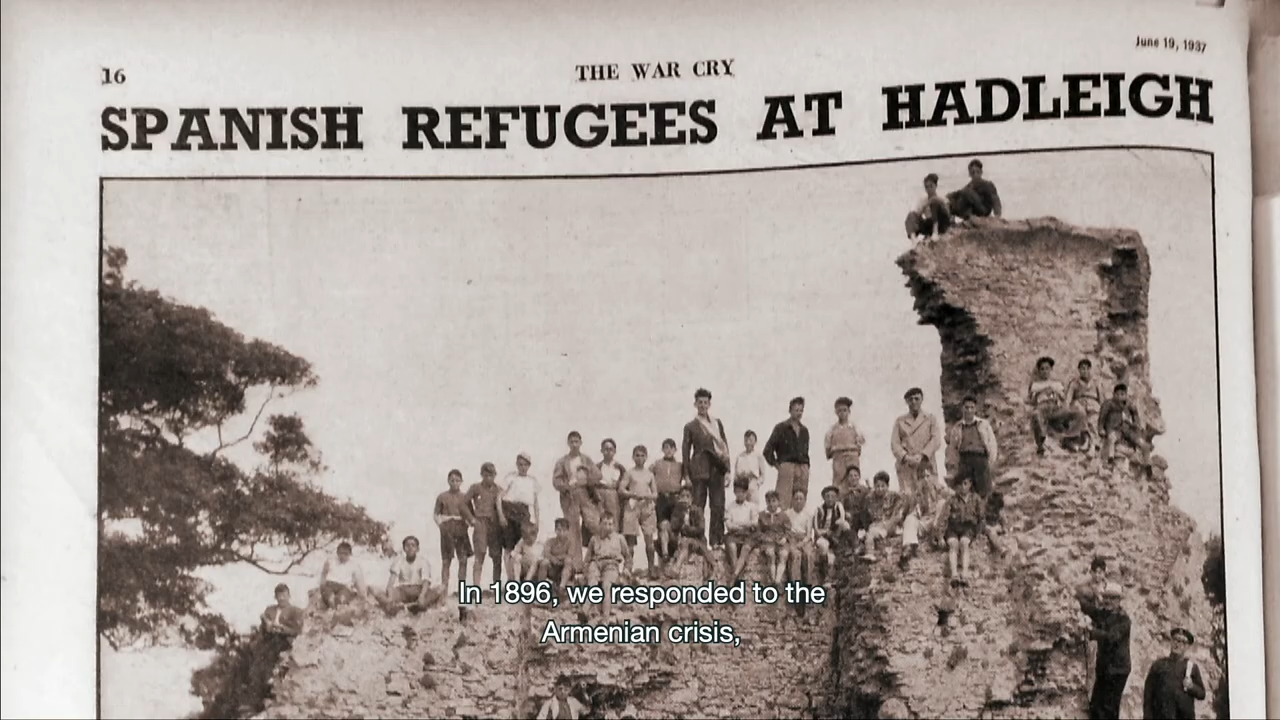 June 19, 1937
16
THE WAR CRY
SPANISH REFUGEES AT HADLEIGH
In 1896, we responded to the
Armenian crisis,